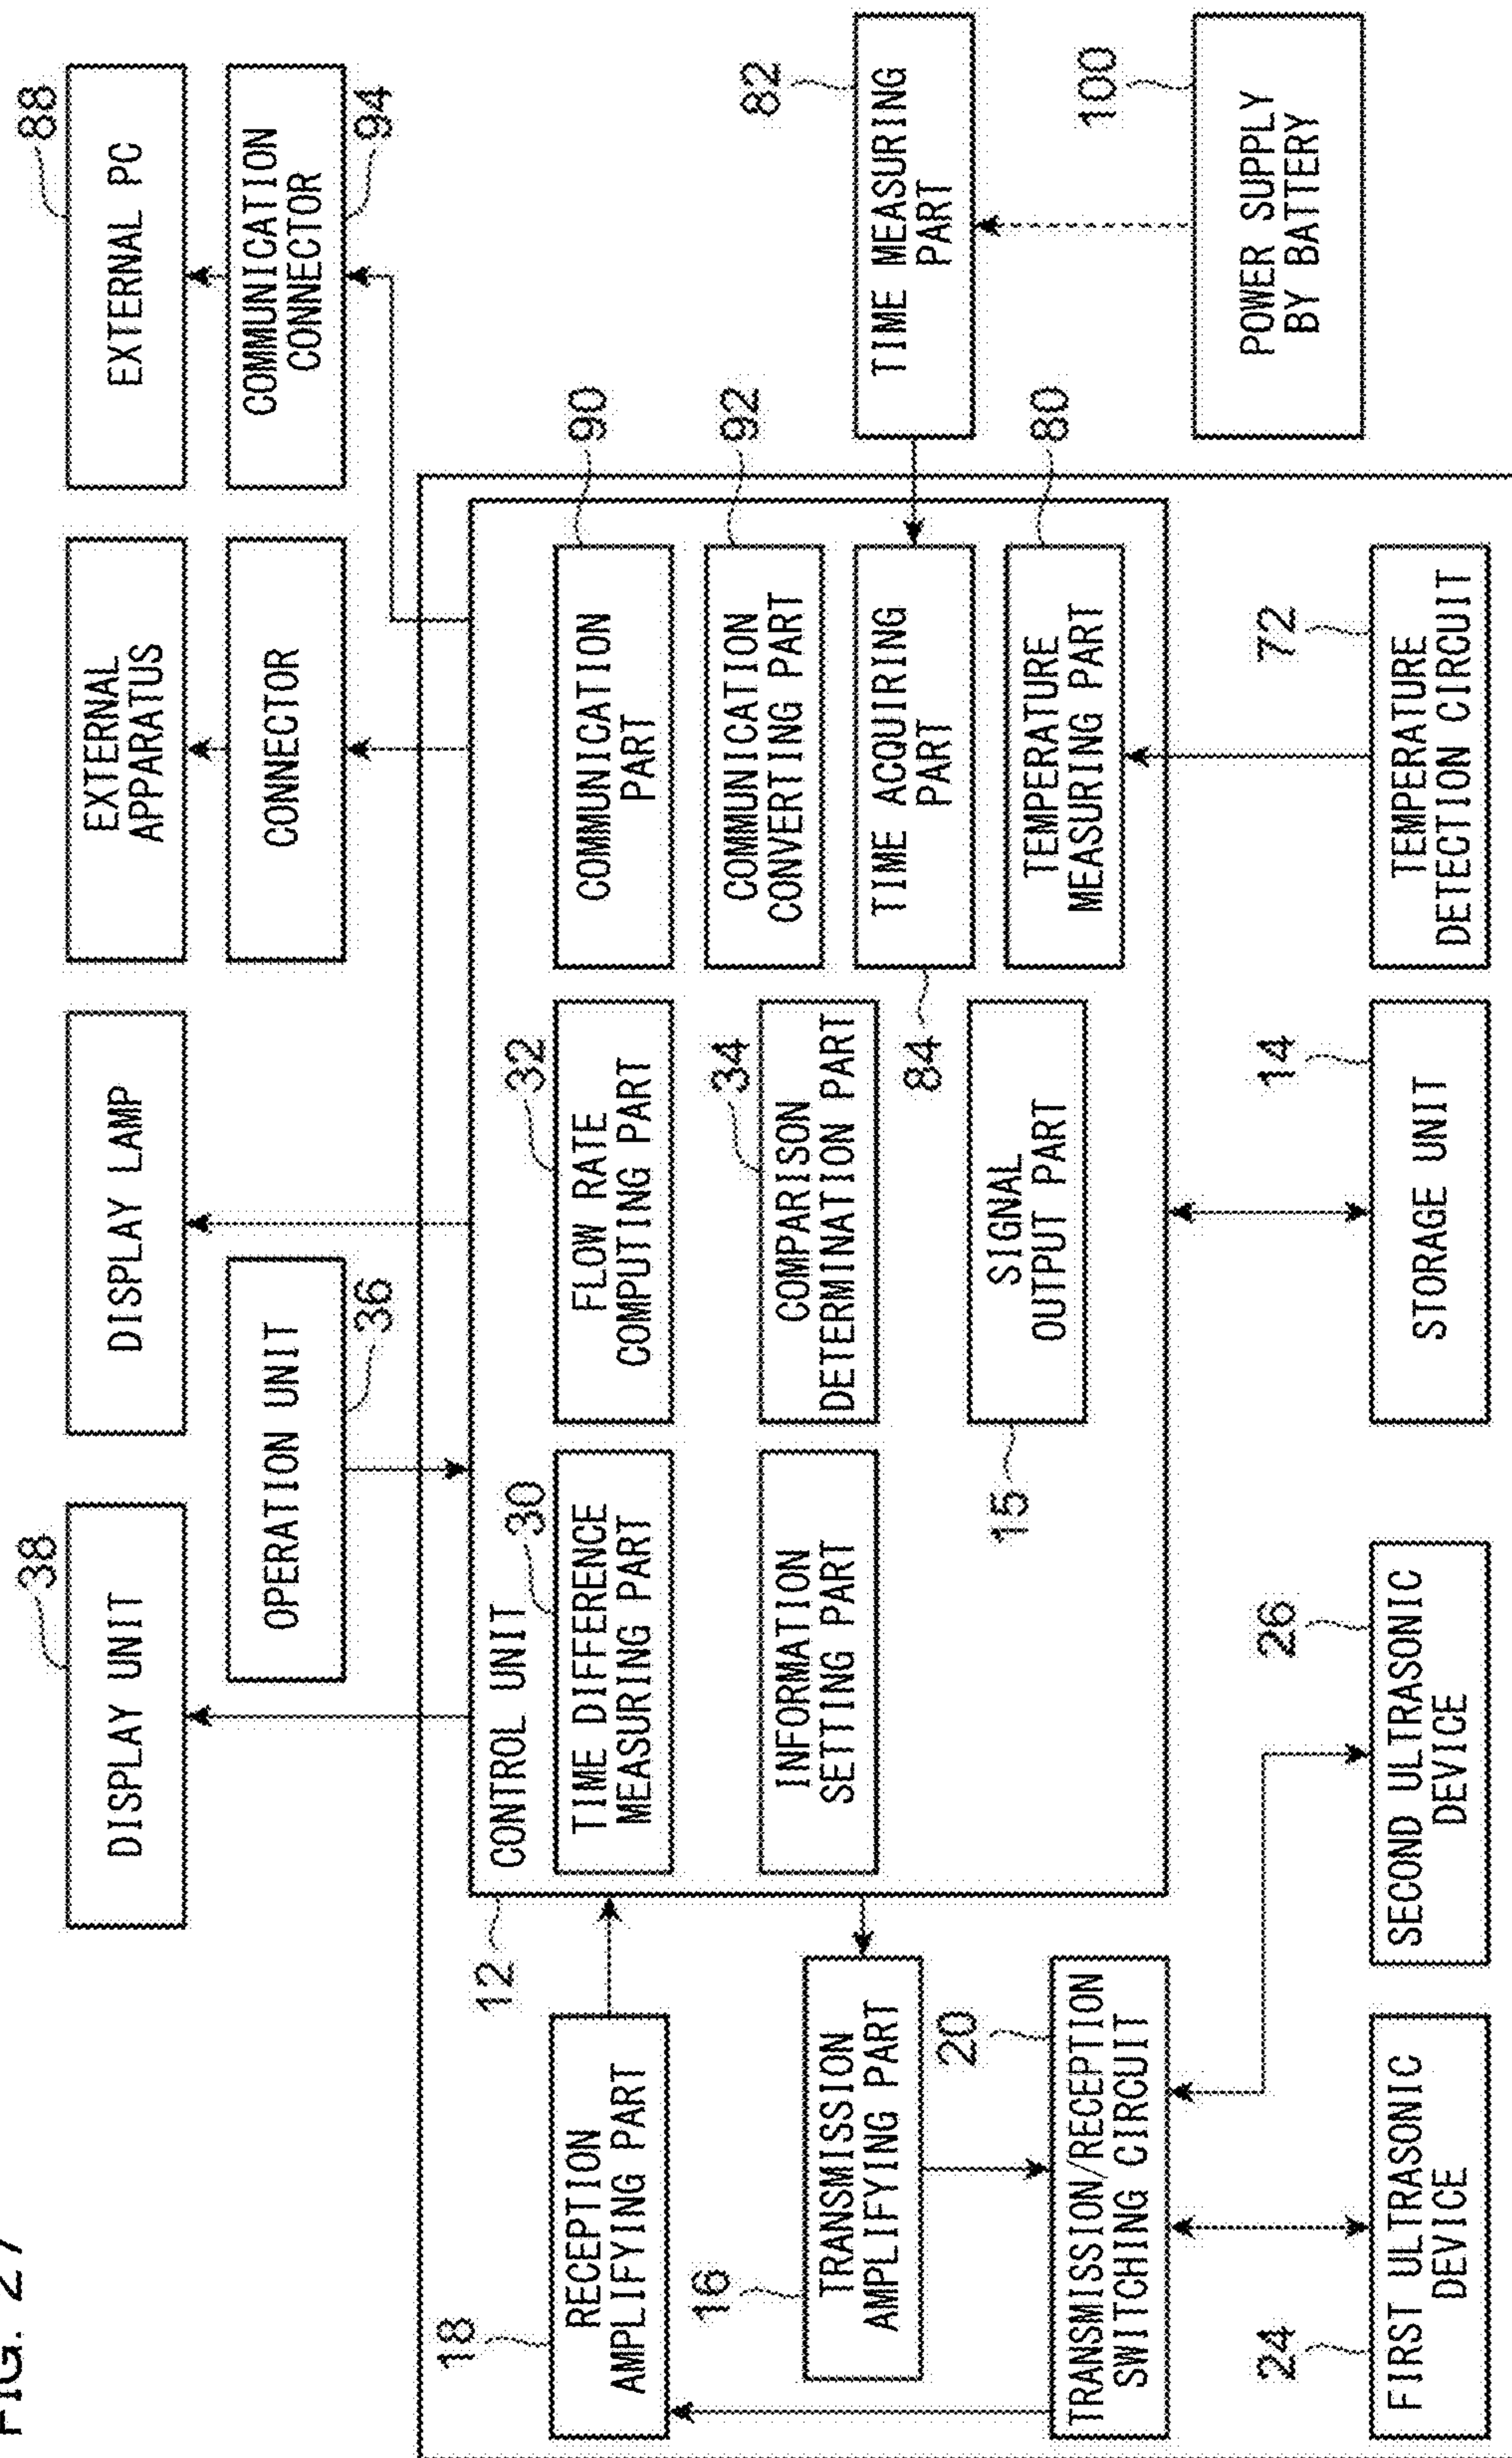 FIG. 27
38
DISPLAY UNIT
DISPLAY LAMP
EXTERNAL
APPARATUS
88
EXTERNAL PC
OPERATION UNIT
36
CONNECTOR
COMMUNICATION
CONNECTOR
94
12
CONTROL UNIT
18
RECEPTION
AMPLIFYING PART
30
TIME DIFFERENCE
MEASURING PART
32
FLOW RATE
COMPUTING PART
COMMUNICATION
PART
90
16
TRANSMISSION
AMPLIFYING PART
INFORMATION
SETTING PART
34
COMPARISON
DETERMINATION PART
COMMUNICATION
CONVERTING PART
92
82
TIME MEASURING
PART
84
TIME ACQUIRING
PART
20
TRANSMISSION/RECEPTION
SWITCHING CIRCUIT
15
SIGNAL
OUTPUT PART
TEMPERATURE
MEASURING PART
80
100
POWER SUPPLY
BY BATTERY
24
FIRST ULTRASONIC
DEVICE
26
SECOND ULTRASONIC
DEVICE
14
STORAGE UNIT
72
TEMPERATURE
DETECTION CIRCUIT